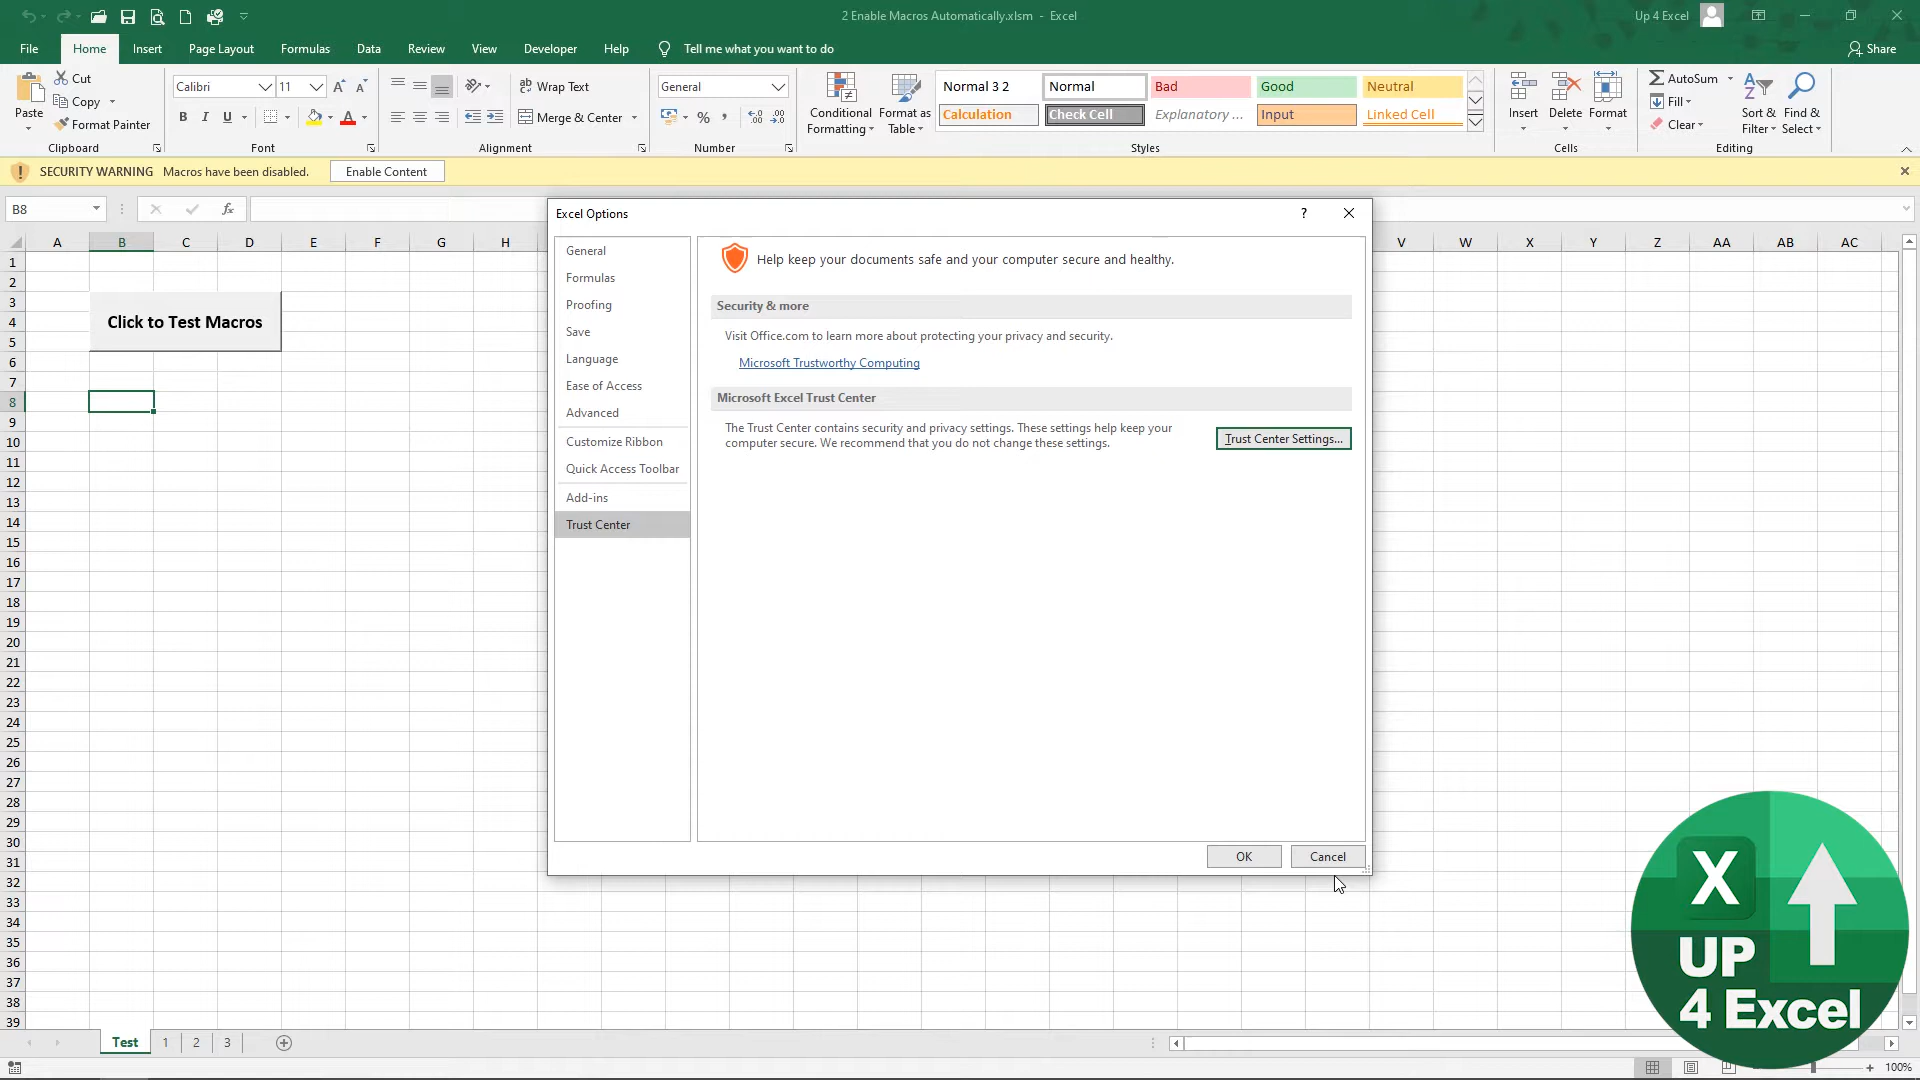 2 Enable Macros Automatically.xlsm - Excel
Up 4 Excel
File Home Insert Page Layout Formulas Data Review View Developer Help Tell me what you want to do
Share
Paste
Cut
Copy
Format Painter
Clipboard
Calibri 11
B I U
Font
Wrap Text
Merge & Center
Alignment
General
Number
Conditional Formatting
Format as Table
Normal 3 2 Normal Bad Good Neutral
Calculation Check Cell Explanatory ... Input Linked Cell
Styles
Insert Delete Format
Cells
AutoSum
Fill
Clear
Sort & Filter
Find & Select
Editing
SECURITY WARNING Macros have been disabled. Enable Content
B8
fx
A B C D E F G H V W X Y Z AA AB AC
1
2
3
4
5
6
7
8
9
10
11
12
13
14
15
16
17
18
19
20
21
22
23
24
25
26
27
28
29
30
31
32
33
34
35
36
37
38
39
Click to Test Macros
Excel Options
?
General
Formulas
Proofing
Save
Language
Ease of Access
Advanced
Customize Ribbon
Quick Access Toolbar
Add-ins
Trust Center
Help keep your documents safe and your computer secure and healthy.
Security & more
Visit Office.com to learn more about protecting your privacy and security.
Microsoft Trustworthy Computing
Microsoft Excel Trust Center
The Trust Center contains security and privacy settings. These settings help keep your
computer secure. We recommend that you do not change these settings.
Trust Center Settings...
OK Cancel
X
UP
4 Excel
Test 1 2 3
100%